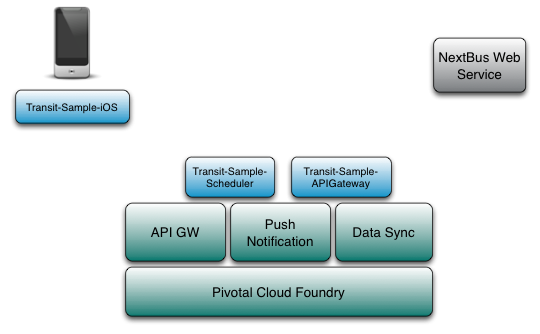 NextBus Web
Service
Transit-Sample-iOS
Transit-Sample-
Scheduler
Transit-Sample-
APIGateway
API GW
Push
Notification
Data Sync
Pivotal Cloud Foundry